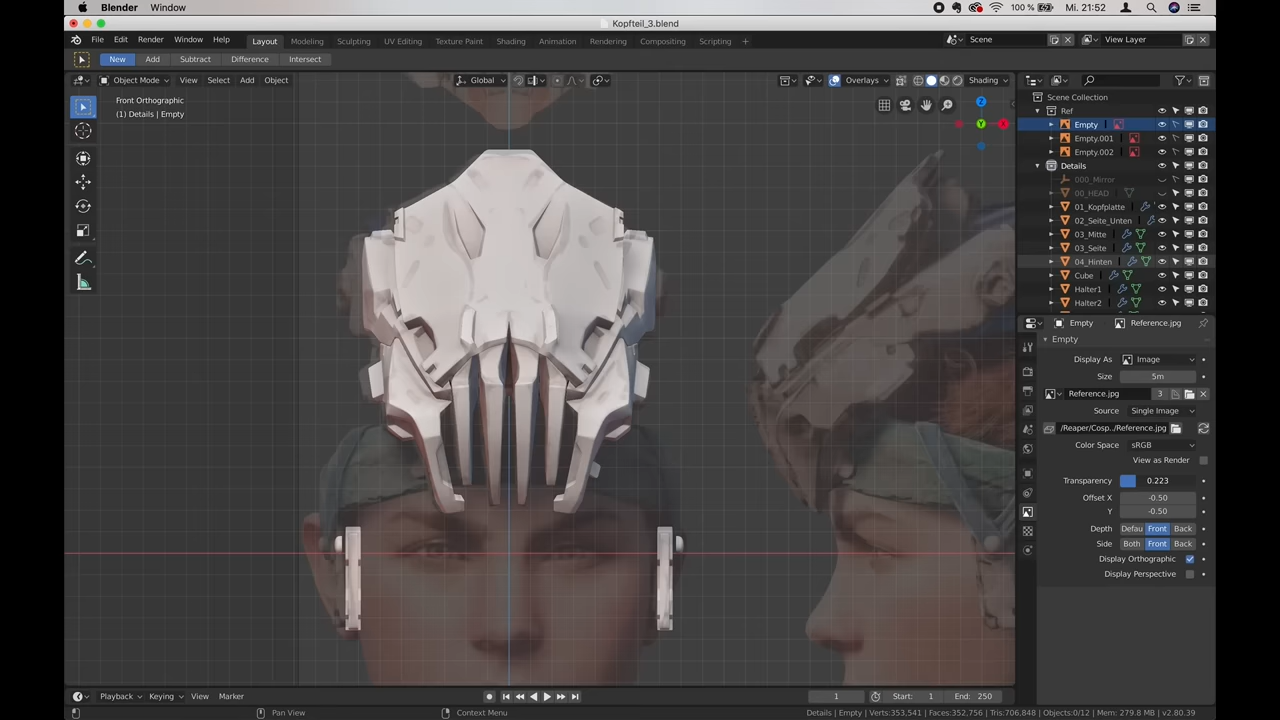 Blender Window 100 % Mi. 21:52
Kopfteil_3.blend
File Edit Render Window Help Layout Modeling Sculpting UV Editing Texture Paint Shading Animation Rendering Compositing Scripting + Scene View Layer
New Add Subtract Difference Intersect
Object Mode View Select Add Object Global Overlays Shading
Front Orthographic
(1) Details | Empty
Z
Y
X
Scene Collection
Ref
Empty
Empty.001
Empty.002
Details
000_Mirror
00_HEAD
01_Kopfplatte
02_Seite_Unten
03_Mitte
03_Seite
04_Hinten
Cube
Halter1
Halter2
Empty Reference.jpg
Empty
Display As Image
Size 5m
Reference.jpg 3
Source Single Image
/Reaper/Cosp../Reference.jpg
Color Space sRGB
View as Render
Transparency 0.223
Offset X -0.50
Y -0.50
Depth Defau Front Back
Side Both Front Back
Display Orthographic
Display Perspective
Playback Keying View Marker 1 Start: 1 End: 250
Pan View Context Menu Details | Empty | Verts:353,541 | Faces:352,756 | Tris:706,848 | Objects:0/12 | Mem: 279.8 MB | v2.80.39